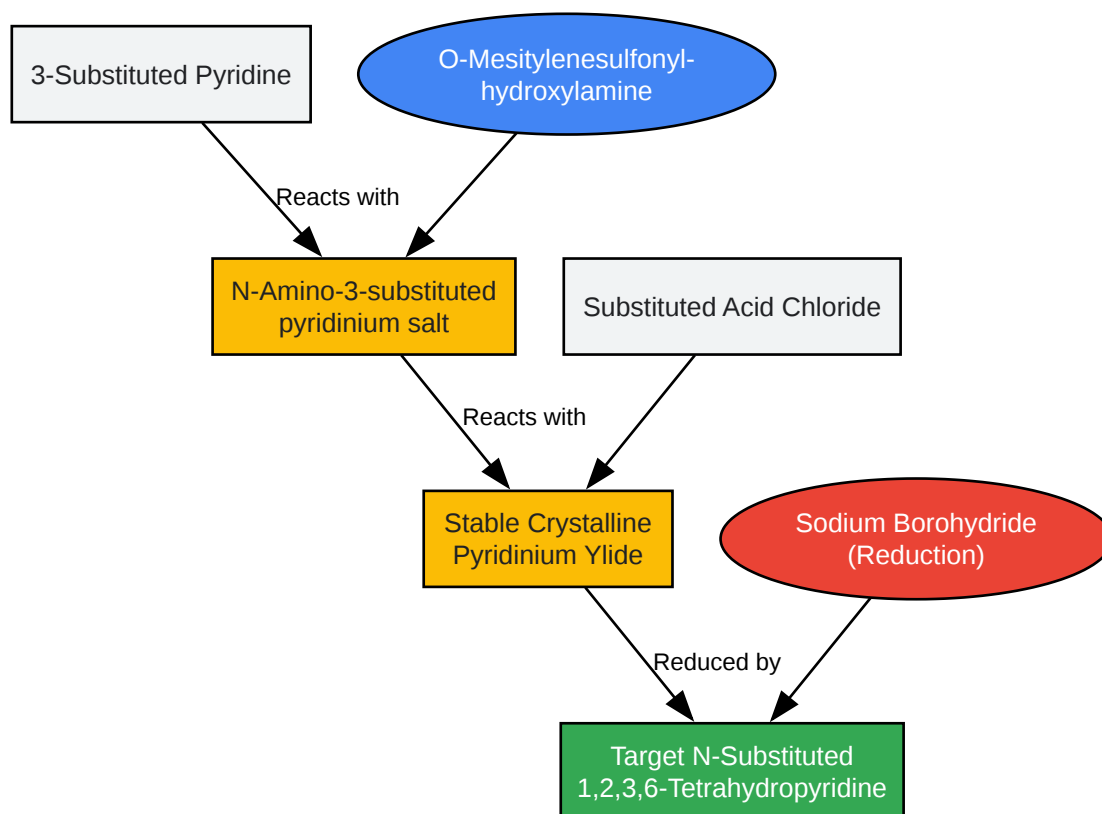 3-Substituted Pyridine
O-Mesitylenesulfonyl-
hydroxylamine
Reacts with
N-Amino-3-substituted
pyridinium salt
Substituted Acid Chloride
Reacts with
Stable Crystalline
Pyridinium Ylide
Sodium Borohydride
(Reduction)
Reduced by
Target N-Substituted
1,2,3,6-Tetrahydropyridine